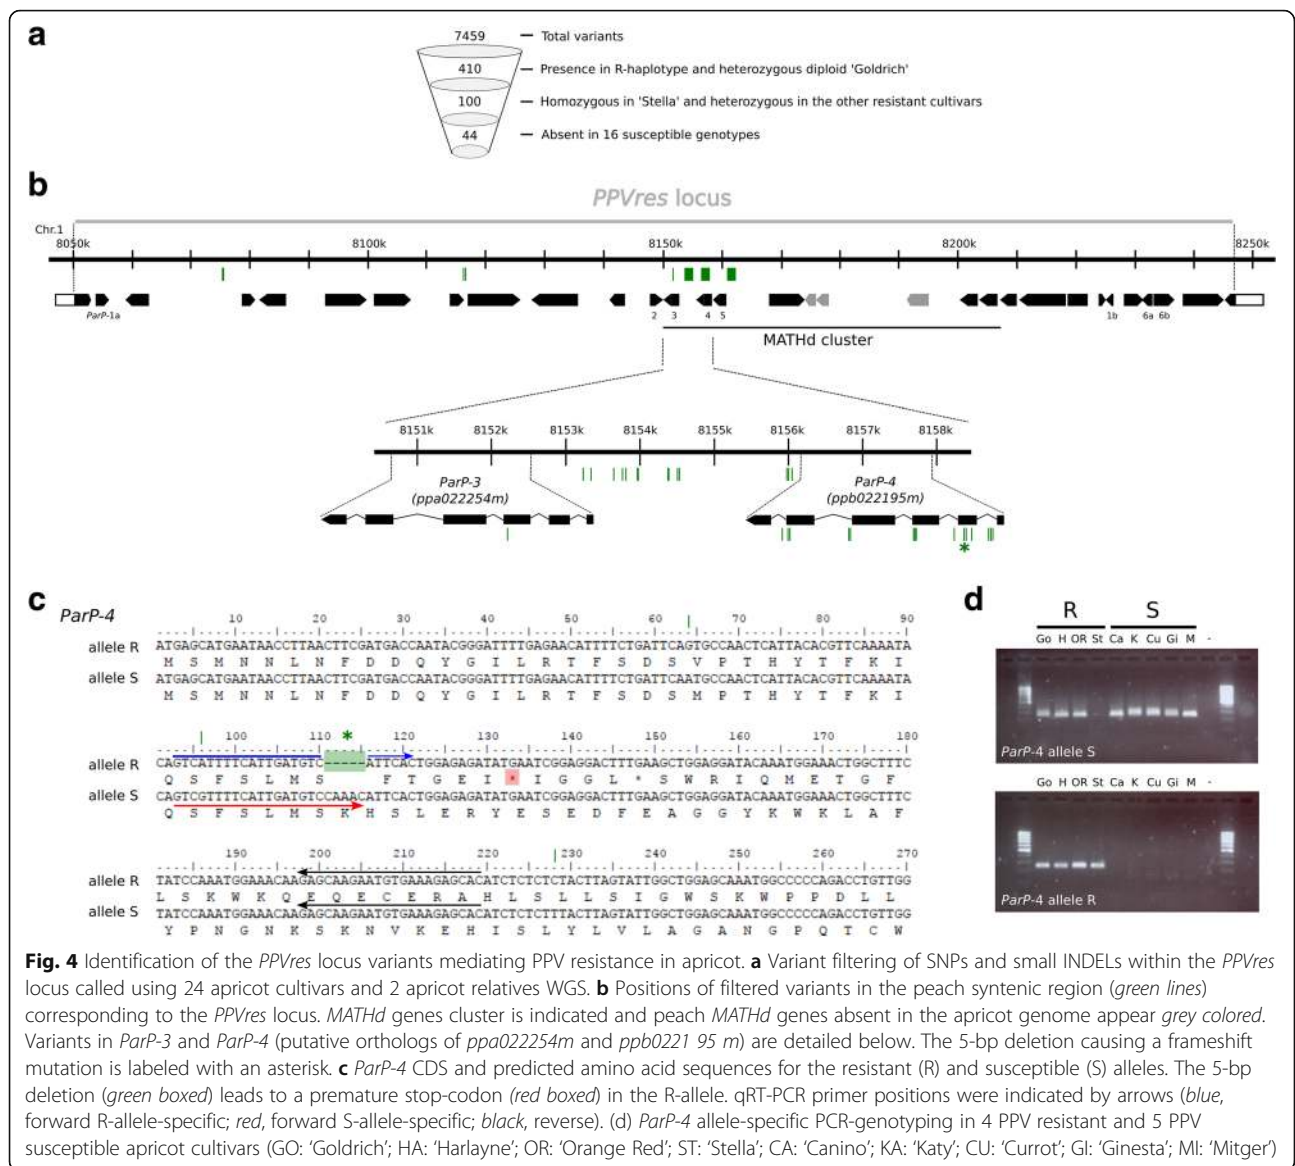 a
7459 Total variants
410 Presence in R-haplotype and heterozygous diploid 'Goldrich'
100 Homozygous in 'Stella' and heterozygous in the other resistant cultivars
44 Absent in 16 susceptible genotypes
b
PPVres locus
Chr.1
8050k 8100k 8150k 8200k 8250k
ParP-1a 2 3 4 5 1b 6a 6b
MATHd cluster
8151k 8152k 8153k 8154k 8155k 8156k 8157k 8158k
ParP-3
(ppa022254m)
ParP-4
(ppb022195m)
*
c
ParP-4
10 20 30 40 50 60 70 80 90
allele R ATGAGCATGAATAACCTTAACTTCGATGACCAATACGGGATTTTGAGAACATTTTCTGATTCAGTGCCAACTCATTACACGTTCAAAATA
M S M N N L N F D D Q Y G I L R T F S D S V P T H Y T F K I
allele S ATGAGCATGAATAACCTTAACTTCGATGACCAATACGGGATTTTGAGAACATTTTCTGATTCAATGCCAACTCATTACACGTTCAAAATA
M S M N N L N F D D Q Y G I L R T F S D S M P T H Y T F K I
100 110 * 120 130 140 150 160 170 180
allele R CAGTCATTTTCATTGATGTC-----ATTCACTGGAGAGATATGAATCGGAGGACTTTGAAGCTGGAGGATACAAATGGAAACTGGCTTTC
Q S F S L M S F T G E I * I G G L * S W R I Q M E T G F
allele S CAGTCGTTTTCATTGATGTCCAAACATTCACTGGAGAGATATGAATCGGAGGACTTTGAAGCTGGAGGATACAAATGGAAACTGGCTTTC
Q S F S L M S K H S L E R Y E S E D F E A G G Y K W K L A F
190 200 210 220 230 240 250 260 270
allele R TATCCAAATGGAAACAAGAGCAAGAATGTGAAAGAGCACATCTCTCTCTACTTAGTATTGGCTGGAGCAAATGGCCCCCAGACCTGTTGG
L S K W K Q E Q E C E R A H L S L L S I G W S K W P P D L L
allele S TATCCAAATGGAAACAAGAGCAAGAATGTGAAAGAGCACATCTCTCTTTACTTAGTATTGGCTGGAGCAAATGGCCCCCAGACCTGTTGG
Y P N G N K S K N V K E H I S L Y L V L A G A N G P Q T C W
d
R S
Go H OR St Ca K Cu Gi M -
ParP-4 allele S
Go H OR St Ca K Cu Gi M -
ParP-4 allele R
Fig. 4 Identification of the PPVres locus variants mediating PPV resistance in apricot. a Variant filtering of SNPs and small INDELs within the PPVres
locus called using 24 apricot cultivars and 2 apricot relatives WGS. b Positions of filtered variants in the peach syntenic region (green lines)
corresponding to the PPVres locus. MATHd genes cluster is indicated and peach MATHd genes absent in the apricot genome appear grey colored.
Variants in ParP-3 and ParP-4 (putative orthologs of ppa022254m and ppb0221 95 m) are detailed below. The 5-bp deletion causing a frameshift
mutation is labeled with an asterisk. c ParP-4 CDS and predicted amino acid sequences for the resistant (R) and susceptible (S) alleles. The 5-bp
deletion (green boxed) leads to a premature stop-codon (red boxed) in the R-allele. qRT-PCR primer positions were indicated by arrows (blue,
forward R-allele-specific; red, forward S-allele-specific; black, reverse). (d) ParP-4 allele-specific PCR-genotyping in 4 PPV resistant and 5 PPV
susceptible apricot cultivars (GO: 'Goldrich'; HA: 'Harlayne'; OR: 'Orange Red'; ST: 'Stella'; CA: 'Canino'; KA: 'Katy'; CU: 'Currot'; GI: 'Ginesta'; MI: 'Mitger')